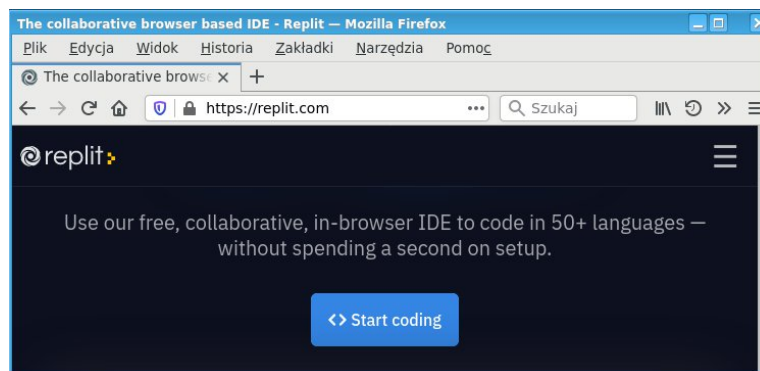 The collaborative browser based IDE - Replit — Mozilla Firefox
Plik Edycja Widok Historia Zakładki Narzędzia Pomoc
The collaborative brows
https://replit.com Szukaj
replit
Use our free, collaborative, in-browser IDE to code in 50+ languages —
without spending a second on setup.
<> Start coding